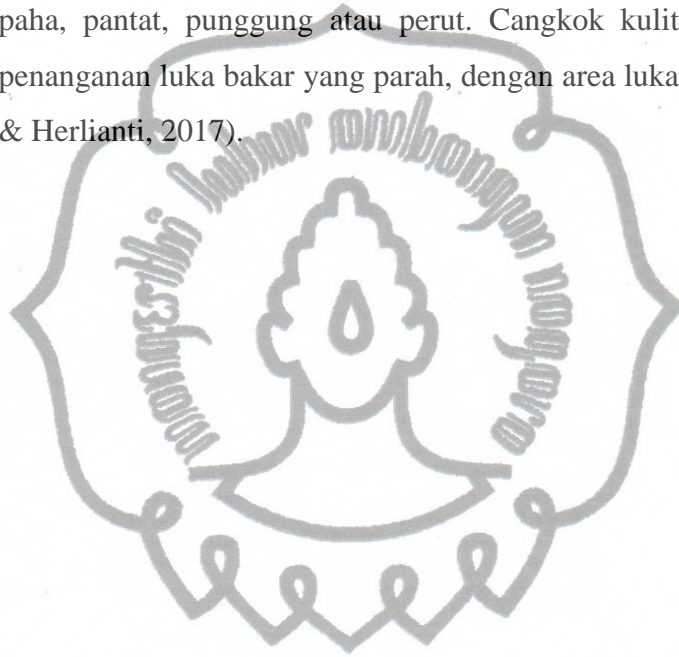 paha, pantat, punggung atau perut. Cangkok kulit
penanganan luka bakar yang parah, dengan area luka
& Herlianti, 2017).